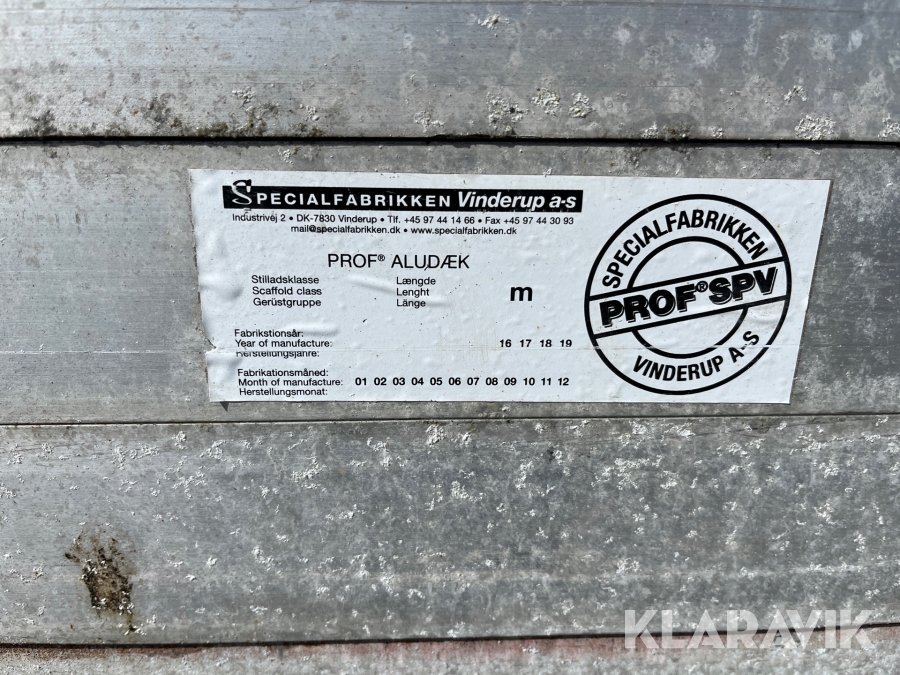 SPECIALFABRIKKEN Vinderup a-s
Industrivej 2 • DK-7830 Vinderup • Tlf. +45 97 44 14 66 • Fax +45 97 44 30 93
mail@specialfabrikken.dk • www.specialfabrikken.dk
PROF® ALUDÆK
Stilladsklasse Længde
Scaffold class Lenght m
Gerüstgruppe Länge
Fabrikstionsår:
Year of manufacture: 16 17 18 19
Herstellungsjahre:
Fabrikationsmåned:
Month of manufacture: 01 02 03 04 05 06 07 08 09 10 11 12
Herstellungsmonat:
SPECIALFABRIKKEN
PROF® SPV
VINDERUP A-S
KLARAVIK